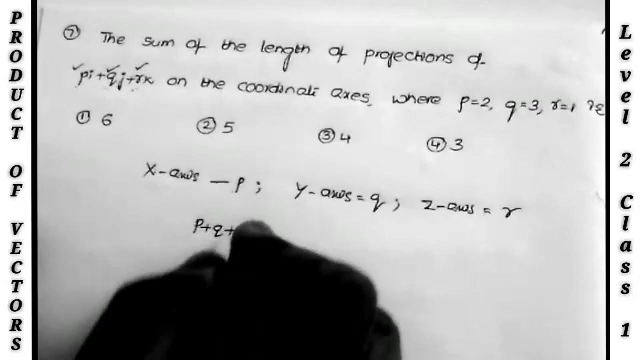 PRODUCT OF VECTORS
⑦ The sum of the length of projections of
pi+qj+rk on the coordinate axes, where p=2, q=3, r=1 is
① 6 ② 5 ③ 4 ④ 3
X-axis — p; Y-axis = q; Z-axis = r
p+q+
Level 2 Class 1